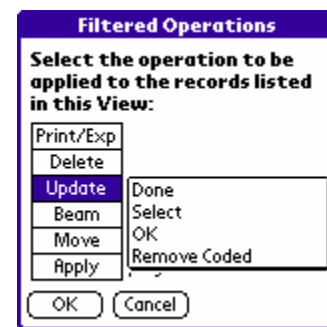 Filtered Operations
Select the operation to be
applied to the records listed
in this View:
Print/Exp
Delete
Update
Beam
Move
Apply
Done
Select
OK
Remove Coded
OK
Cancel